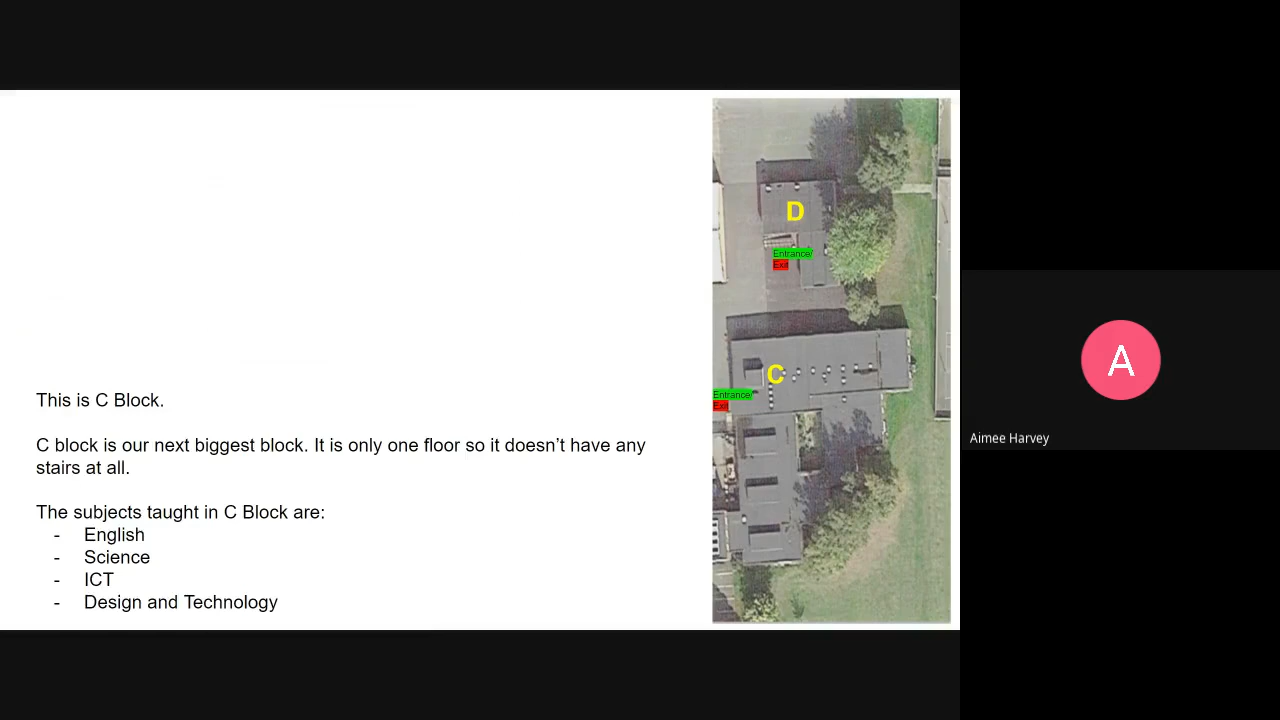 This is C Block.
C block is our next biggest block. It is only one floor so it doesn’t have any
stairs at all.
The subjects taught in C Block are:
- English
- Science
- ICT
- Design and Technology
D
Entrance/
Exit
C
Entrance/
Exit
A
Aimee Harvey